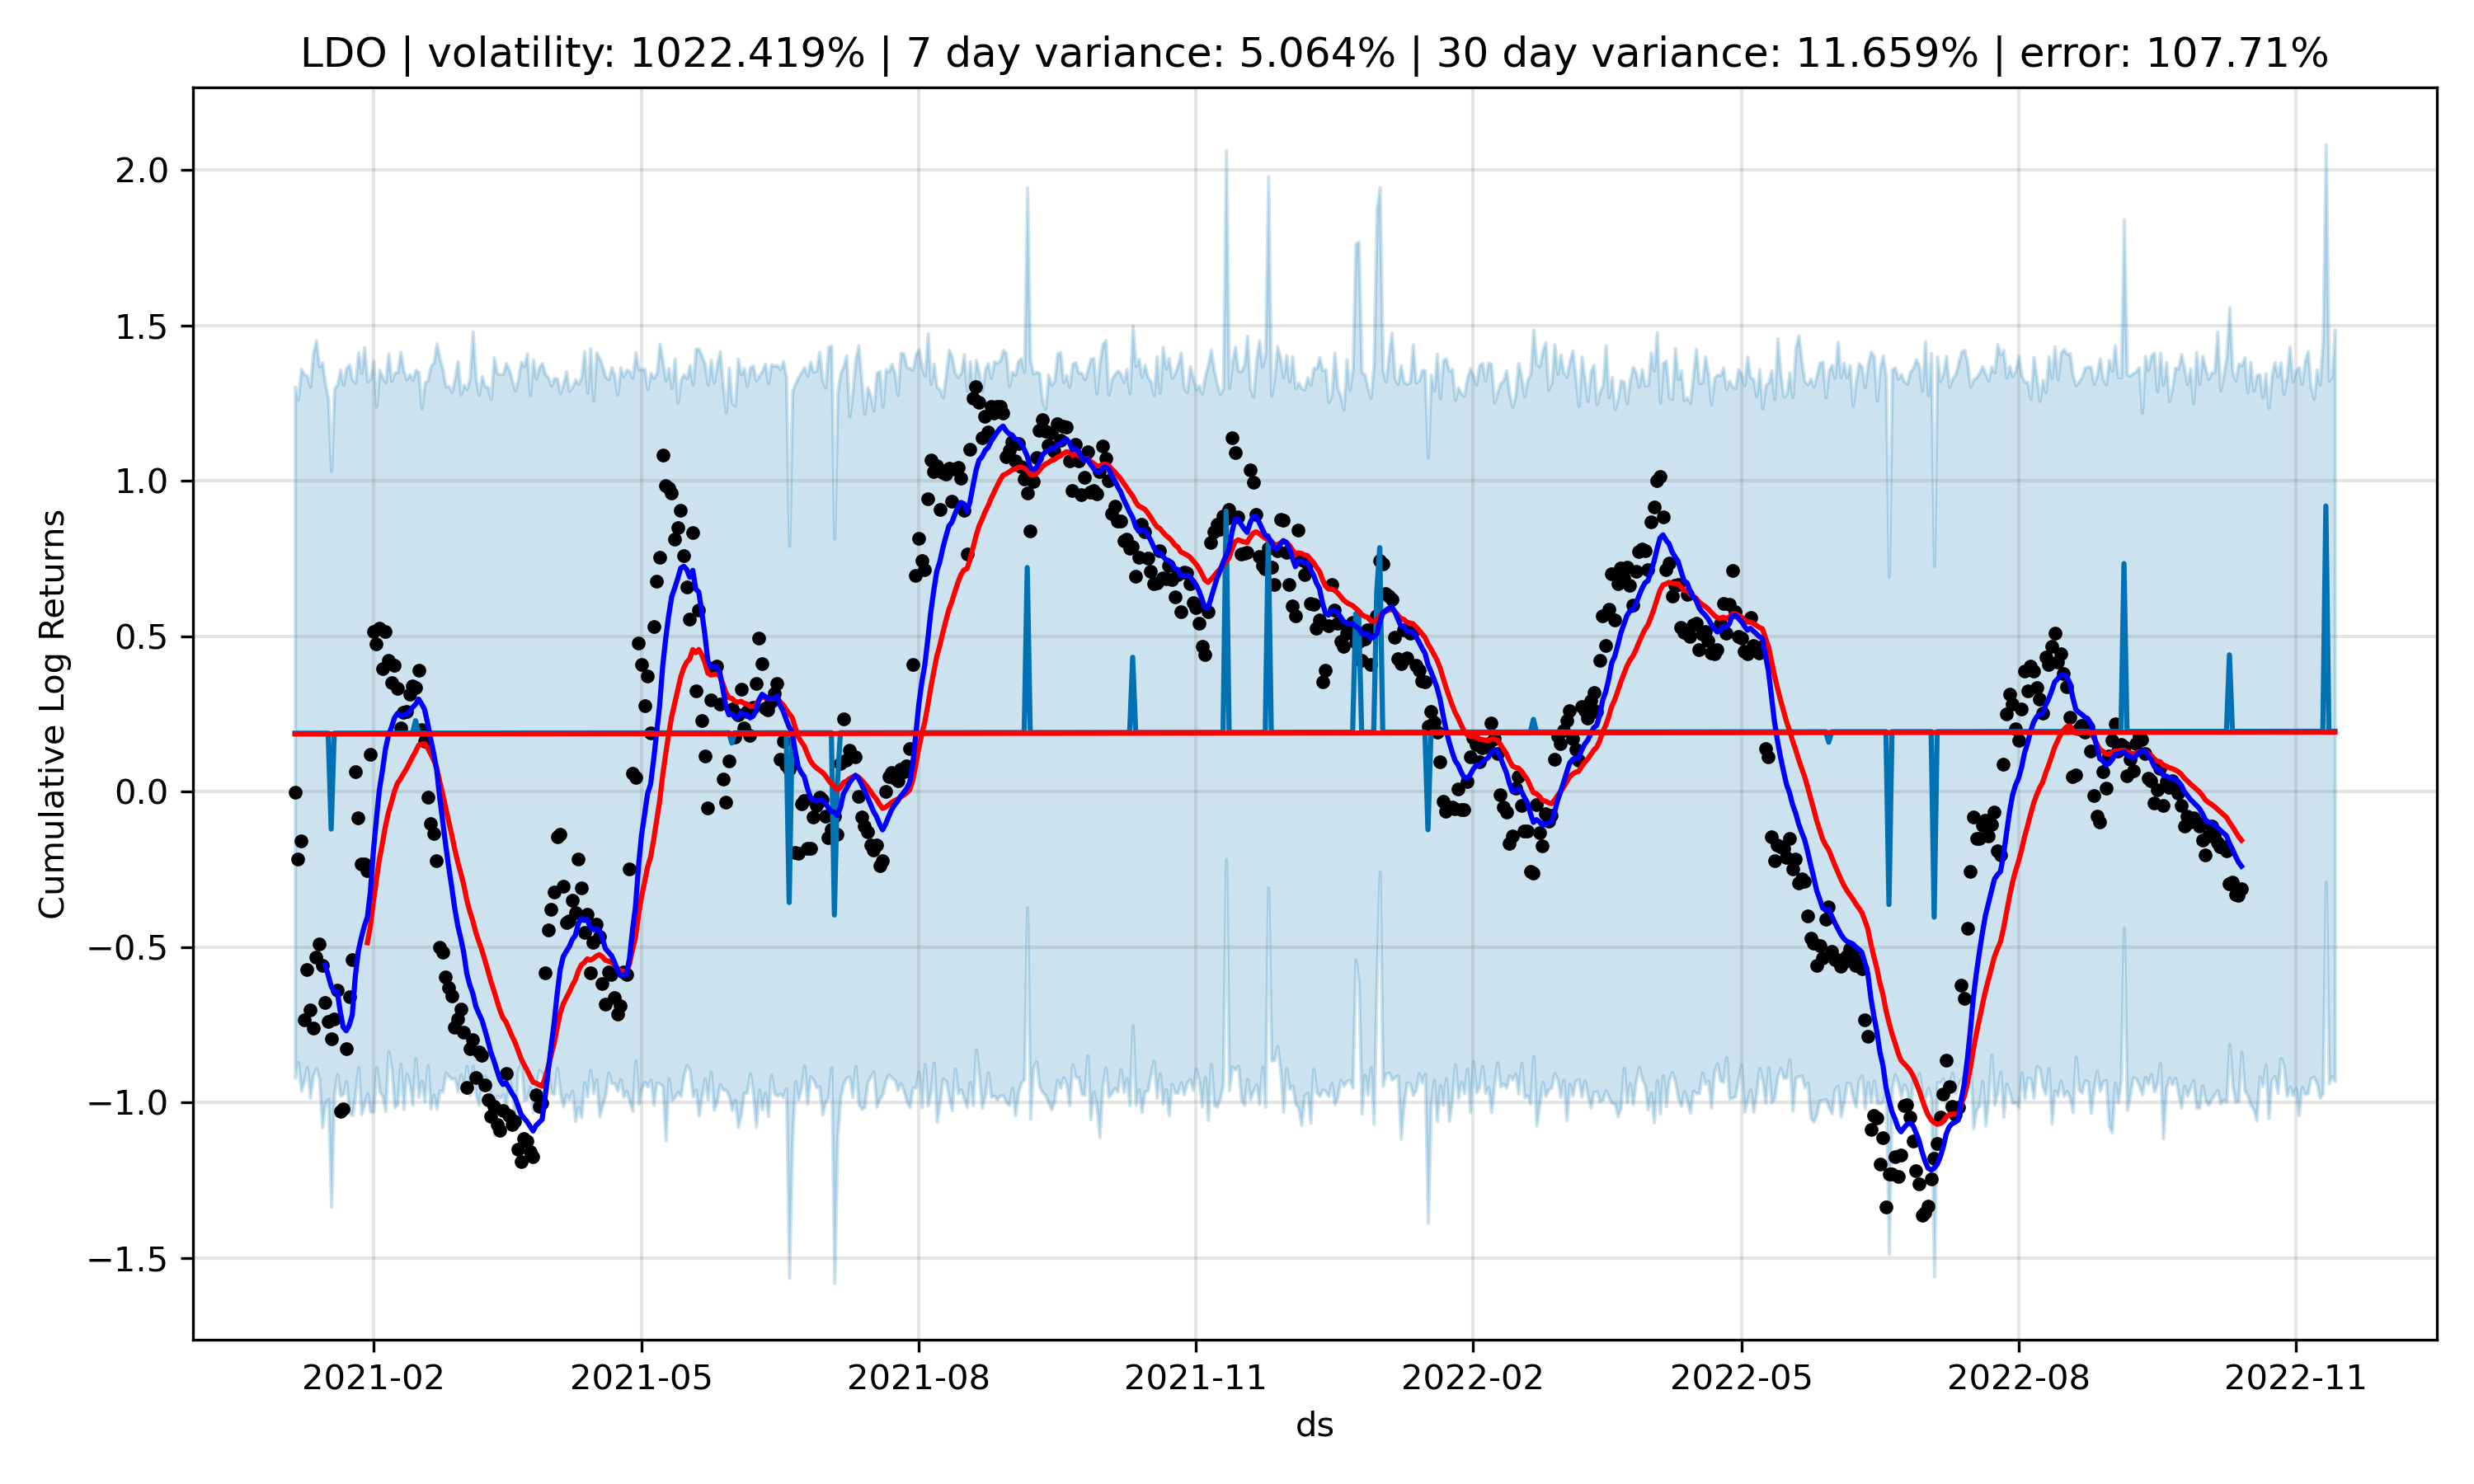 LDO | volatility: 1022.419% | 7 day variance: 5.064% | 30 day variance: 11.659% | error: 107.71%
Cumulative Log Returns
2.0
1.5
1.0
0.5
0.0
−0.5
−1.0
−1.5
2021-02 2021-05 2021-08 2021-11 2022-02 2022-05 2022-08 2022-11
ds